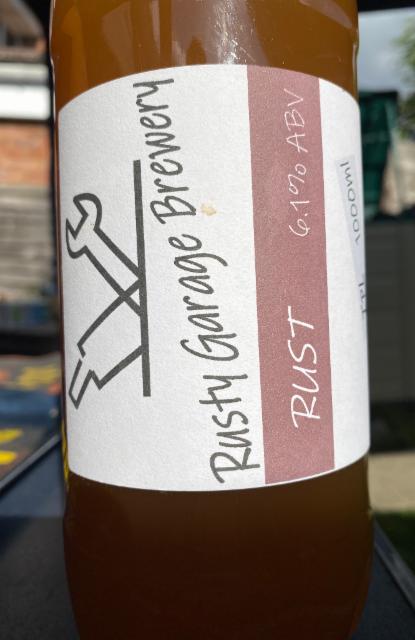 Rusty Garage Brewery
RUST 6.1% ABV
1000ml